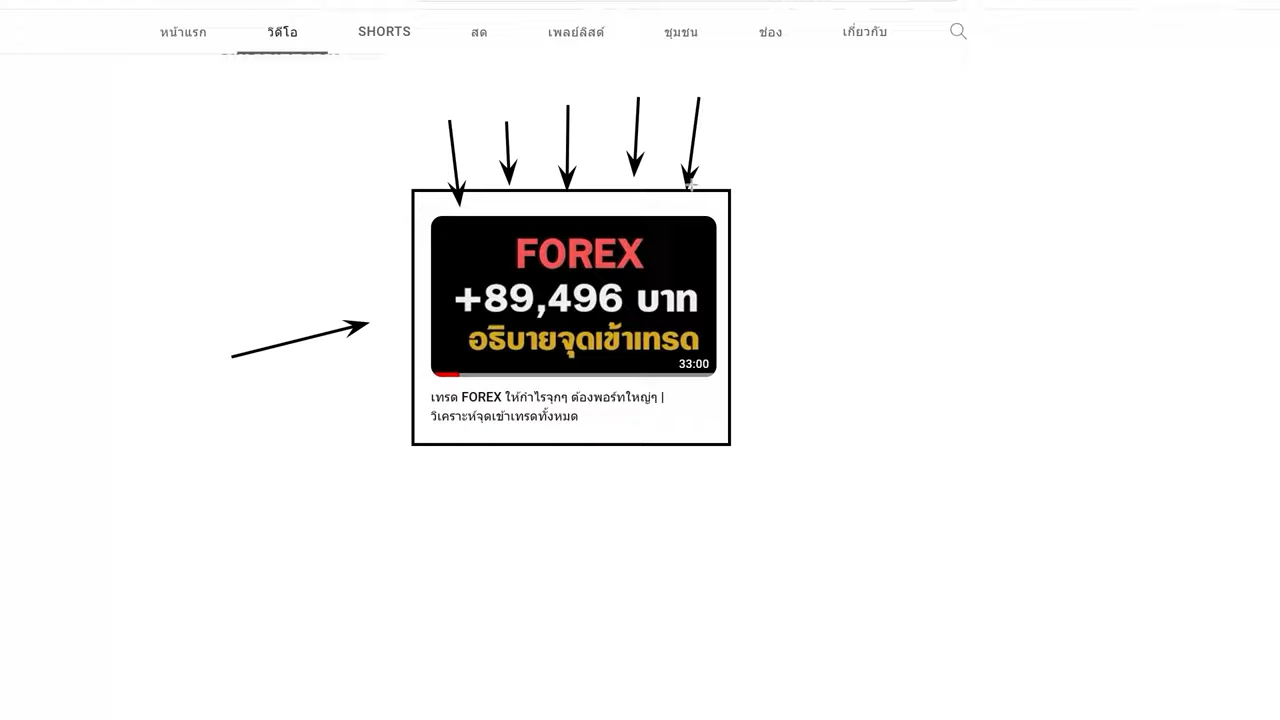 หน้าแรก วิดีโอ SHORTS สด เพลย์ลิสต์ ชุมชน ช่อง เกี่ยวกับ
FOREX
+89,496 บาท
อธิบายจุดเข้าเทรด
33:00
เทรด FOREX ให้กำไรจุกๆ ต้องพอร์ทใหญ่ๆ |
วิเคราะห์จุดเข้าเทรดทั้งหมด